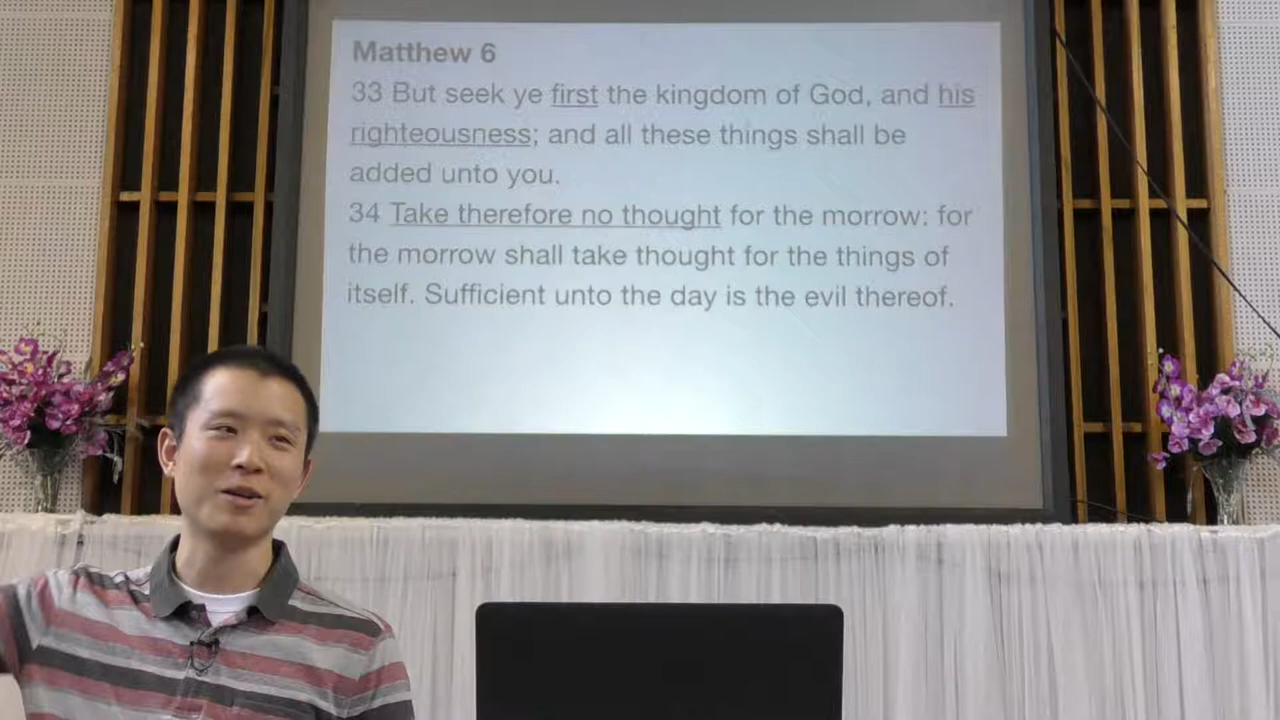 Matthew 6
33 But seek ye first the kingdom of God, and his
righteousness; and all these things shall be
added unto you.
34 Take therefore no thought for the morrow: for
the morrow shall take thought for the things of
itself. Sufficient unto the day is the evil thereof.